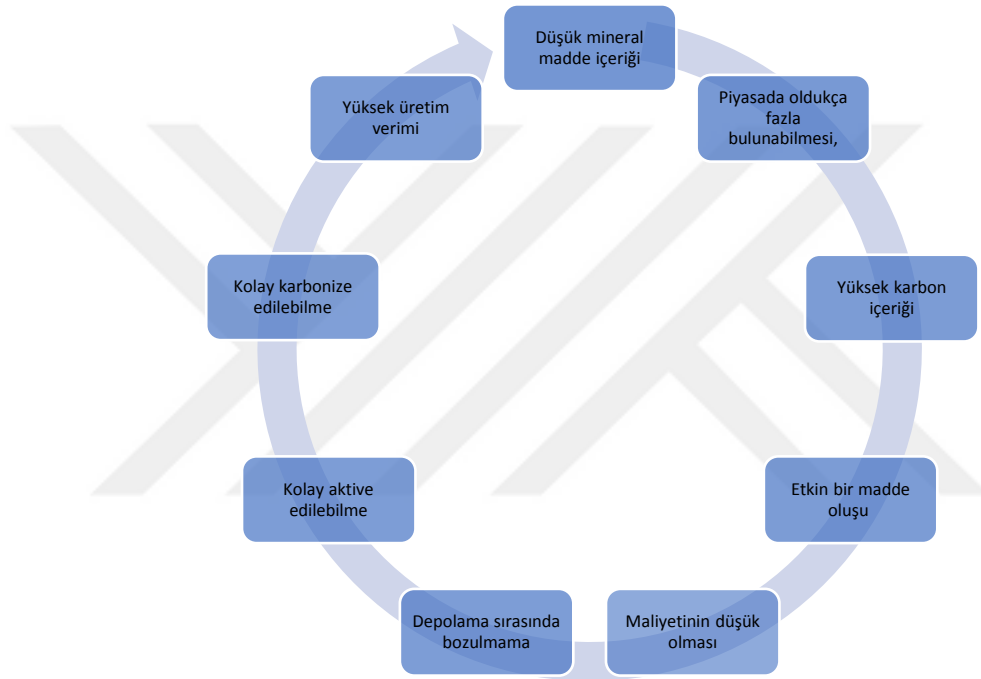 Düşük mineral
madde içeriği
Piyasada oldukça
fazla
bulunabilmesi,
Yüksek karbon
içeriği
Etkin bir madde
oluşu
Maliyetinin düşük
olması
Depolama sırasında
bozulmama
Kolay aktive
edilebilme
Kolay karbonize
edilebilme
Yüksek üretim
verimi